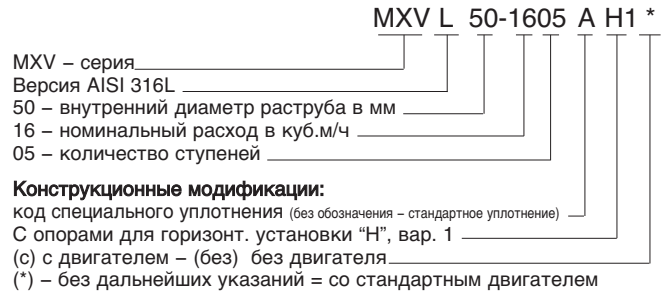 MXV L 50-1605 A H1 *
MXV – серия
Версия AISI 316L
50 – внутренний диаметр раструба в мм
16 – номинальный расход в куб.м/ч
05 – количество ступеней
Конструкционные модификации:
код специального уплотнения (без обозначения – стандартное уплотнение)
С опорами для горизонт. установки “H”, вар. 1
(с) с двигателем – (без) без двигателя
(*) – без дальнейших указаний = со стандартным двигателем